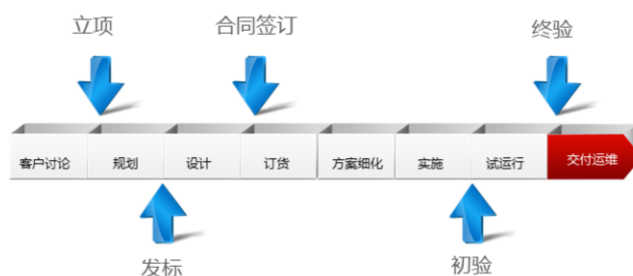 立项 合同签订 终验
客户讨论 规划 设计 订货 方案细化 实施 试运行 交付运维
发标 初验